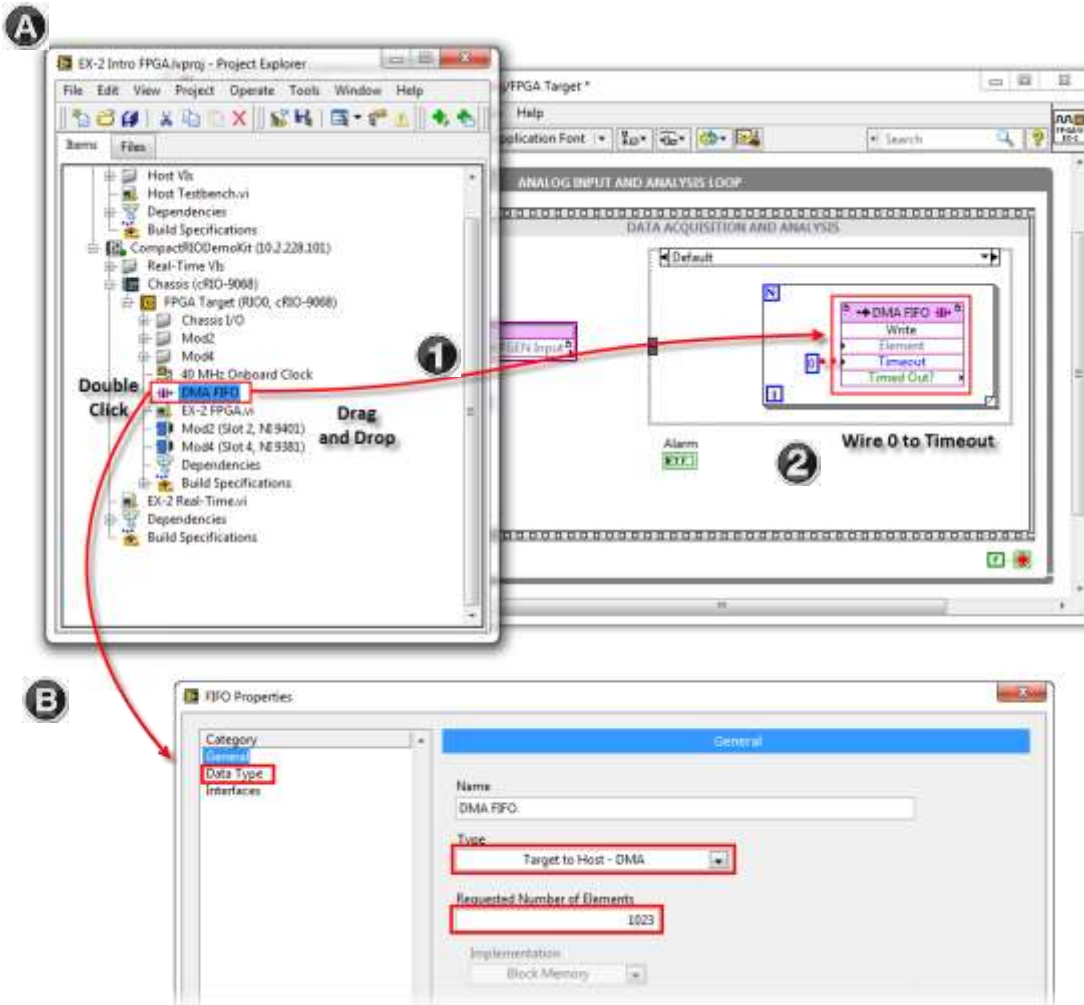 A
EX-2 Intro FPGA.lvproj - Project Explorer
File Edit View Project Operate Tools Window Help
Items Files
Host VIs
Host Testbench.vi
Dependencies
Build Specifications
CompactRIODemoKit (10.2.228.101)
Real-Time VIs
Chassis (cRIO-9068)
FPGA Target (RIO0, cRIO-9068)
Chassis I/O
Mod2
Mod4
40 MHz Onboard Clock
DMA FIFO
EX-2 FPGA.vi
Mod2 (Slot 2, NI 9401)
Mod4 (Slot 4, NI 9381)
Dependencies
Build Specifications
EX-2 Real-Time.vi
Dependencies
Build Specifications
Double
Click
Drag
and Drop
1
/FPGA Target *
Help
pplication Font
Search
ANALOG INPUT AND ANALYSIS LOOP
DATA ACQUISITION AND ANALYSIS
Default
N
DMA FIFO
Write
Element
0
Timeout
Timed Out?
i
GEN Input
Alarm
TF
2
Wire 0 to Timeout
F
B
FIFO Properties
Category
General
Data Type
Interfaces
General
Name
DMA FIFO
Type
Target to Host - DMA
Requested Number of Elements
1023
Implementation
Block Memory